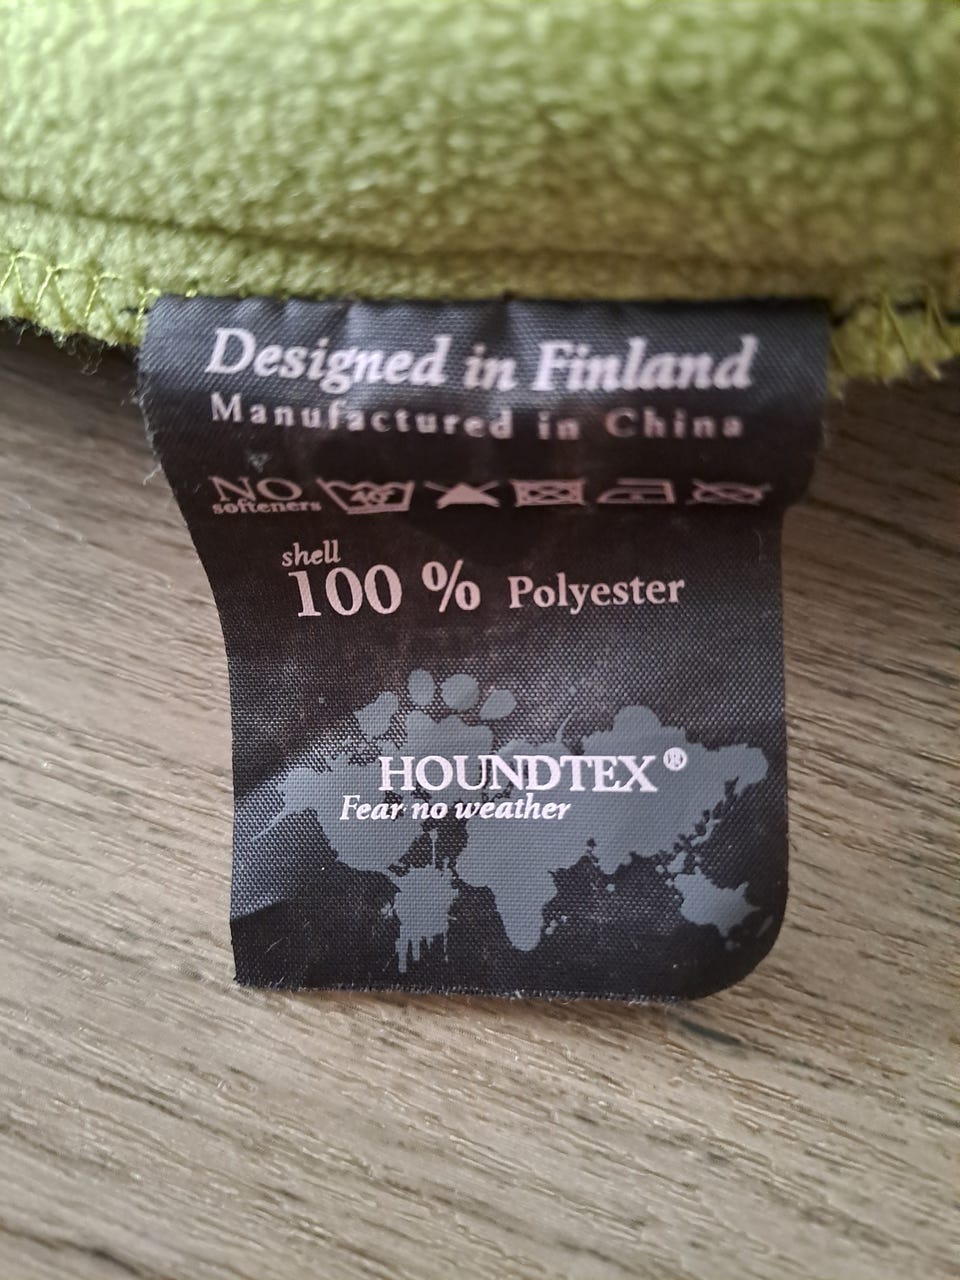 Designed in Finland
Manufactured in China
NO
softeners
40°
shell
100 % Polyester
HOUNDTEX®
Fear no weather